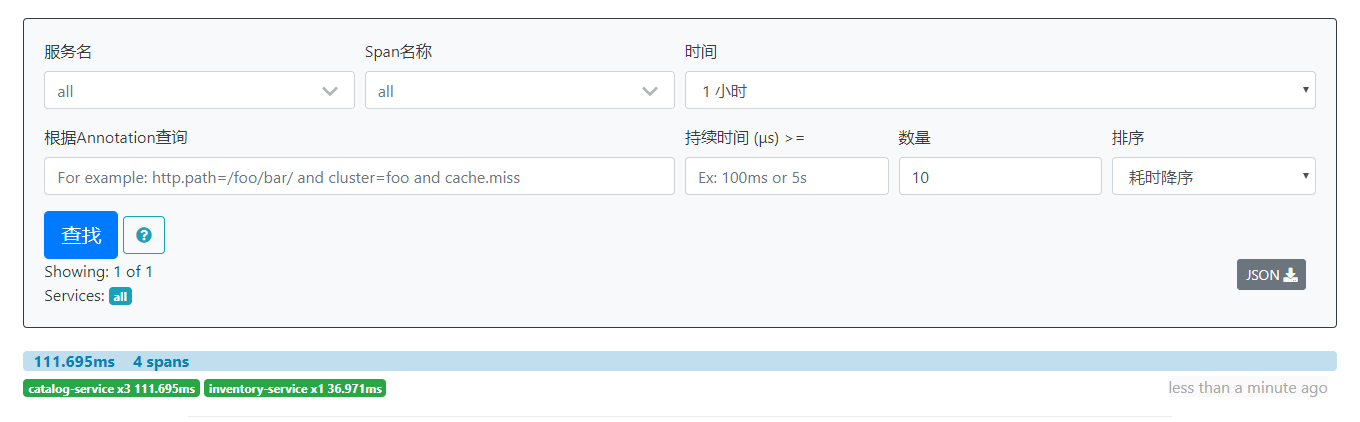 服务名 Span名称 时间
all all 1 小时
根据Annotation查询 持续时间 (μs) >= 数量 排序
For example: http.path=/foo/bar/ and cluster=foo and cache.miss Ex: 100ms or 5s 10 耗时降序
查找 ?
Showing: 1 of 1
Services: all JSON
111.695ms 4 spans
catalog-service x3 111.695ms inventory-service x1 36.971ms less than a minute ago